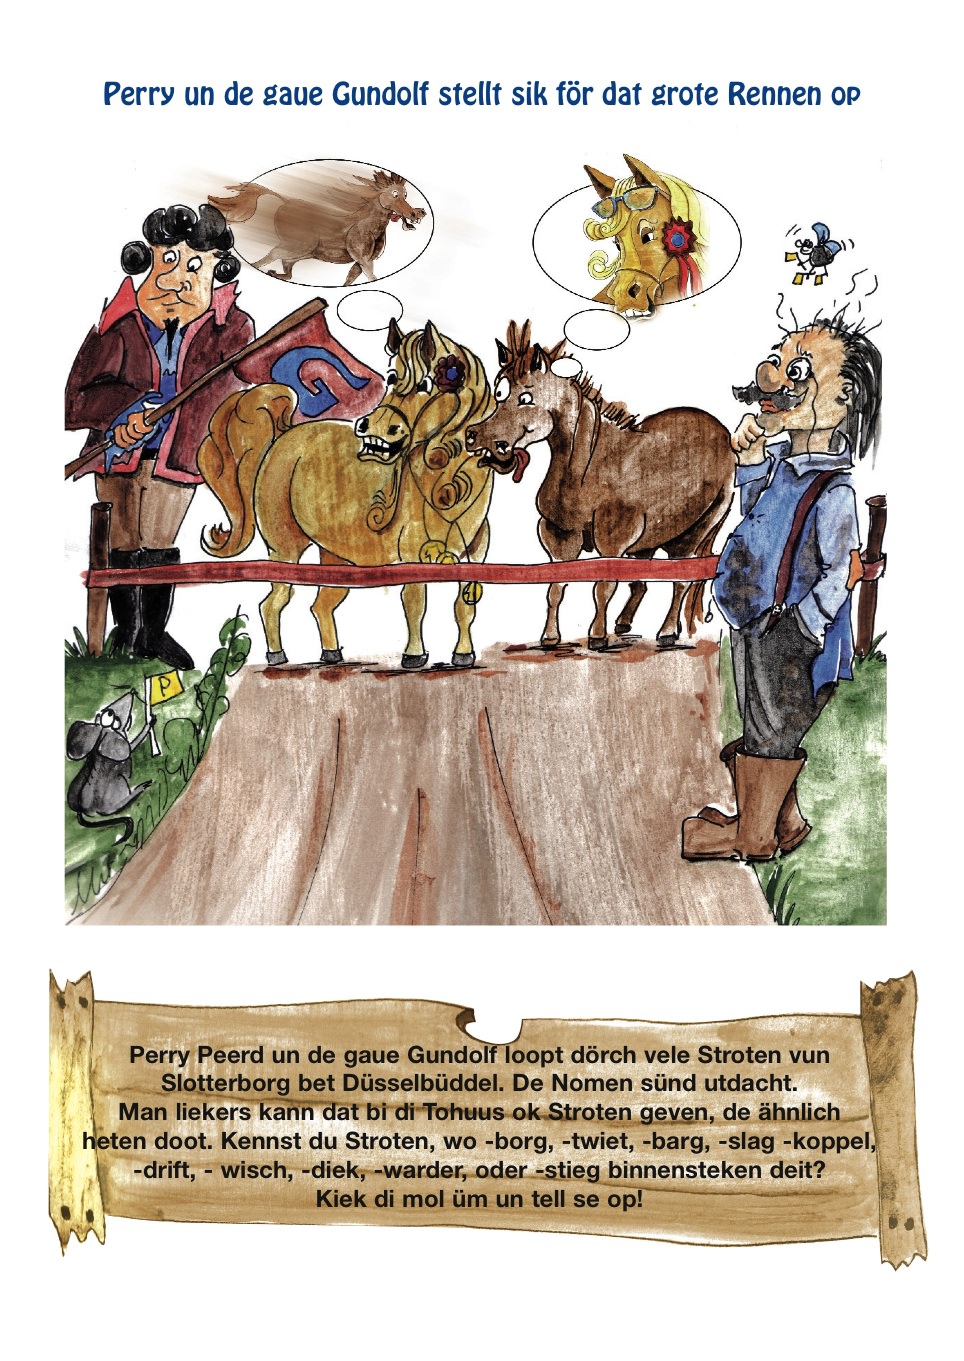 Perry un de gaue Gundolf stellt sik för dat grote Rennen op
G
P
Perry Peerd un de gaue Gundolf loopt dörch vele Stroten vun
Slotterborg bet Düsselbüddel. De Nomen sünd utdacht.
Man liekers kann dat bi di Tohuus ok Stroten geven, de ähnlich
heten doot. Kennst du Stroten, wo -borg, -twiet, -barg, -slag -koppel,
-drift, - wisch, -diek, -warder, oder -stieg binnensteken deit?
Kiek di mol üm un tell se op!